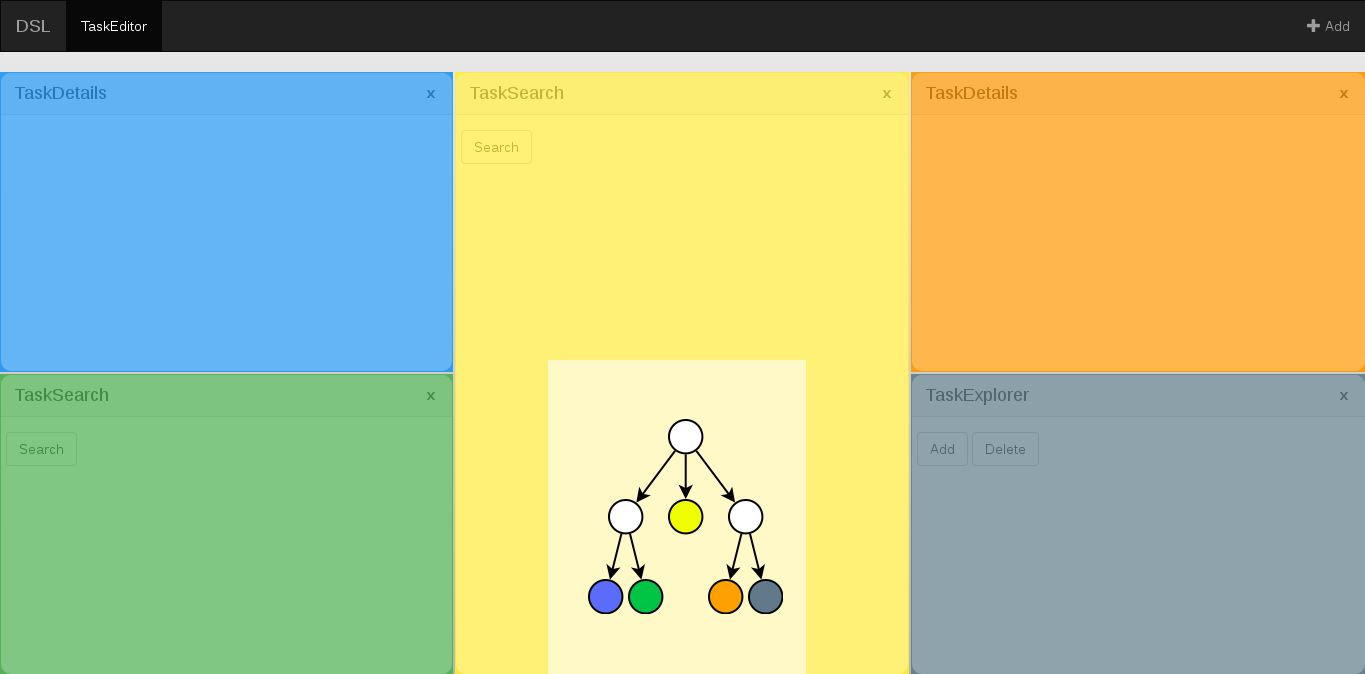 DSL TaskEditor Add
TaskDetails x
TaskSearch x
Search
TaskDetails x
TaskSearch x
Search
TaskExplorer x
Add Delete